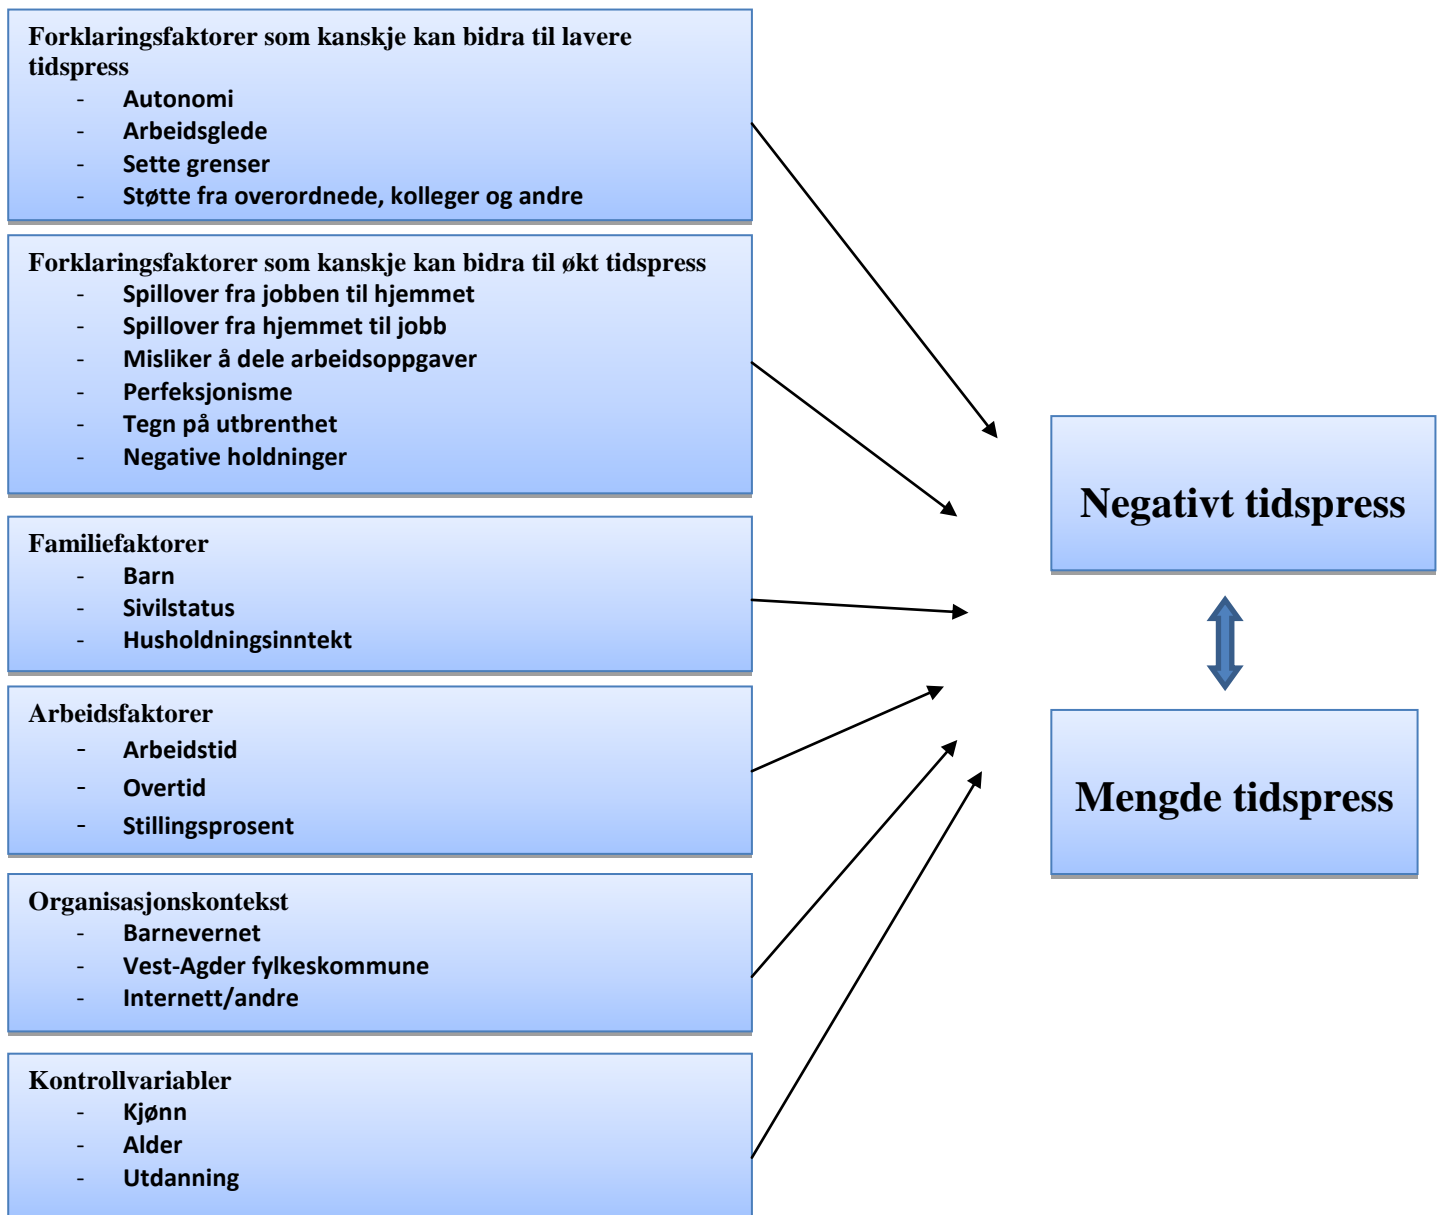 Forklaringsfaktorer som kanskje kan bidra til lavere
tidspress
- Autonomi
- Arbeidsglede
- Sette grenser
- Støtte fra overordnede, kolleger og andre
Forklaringsfaktorer som kanskje kan bidra til økt tidspress
- Spillover fra jobben til hjemmet
- Spillover fra hjemmet til jobb
- Misliker å dele arbeidsoppgaver
- Perfeksjonisme
- Tegn på utbrenthet
- Negative holdninger
Familiefaktorer
- Barn
- Sivilstatus
- Husholdningsinntekt
Arbeidsfaktorer
- Arbeidstid
- Overtid
- Stillingsprosent
Organisasjonskontekst
- Barnevernet
- Vest-Agder fylkeskommune
- Internett/andre
Kontrollvariabler
- Kjønn
- Alder
- Utdanning
Negativt tidspress
Mengde tidspress